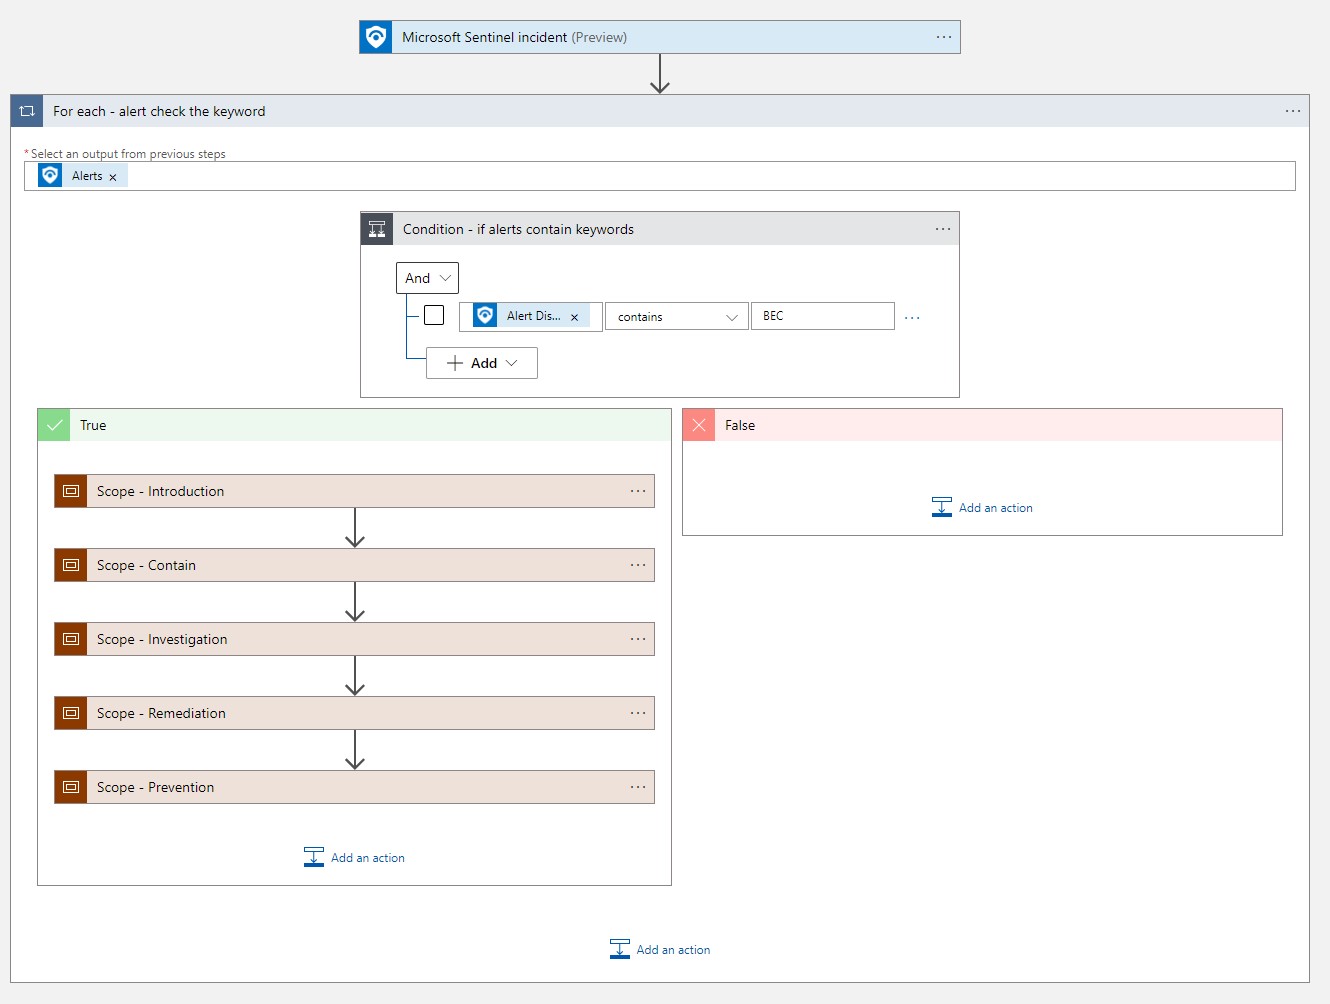 Microsoft Sentinel incident (Preview)
For each - alert check the keyword
* Select an output from previous steps
Alerts
Condition - if alerts contain keywords
And
Alert Dis... contains BEC
Add
True
False
Scope - Introduction
Add an action
Scope - Contain
Scope - Investigation
Scope - Remediation
Scope - Prevention
Add an action
Add an action